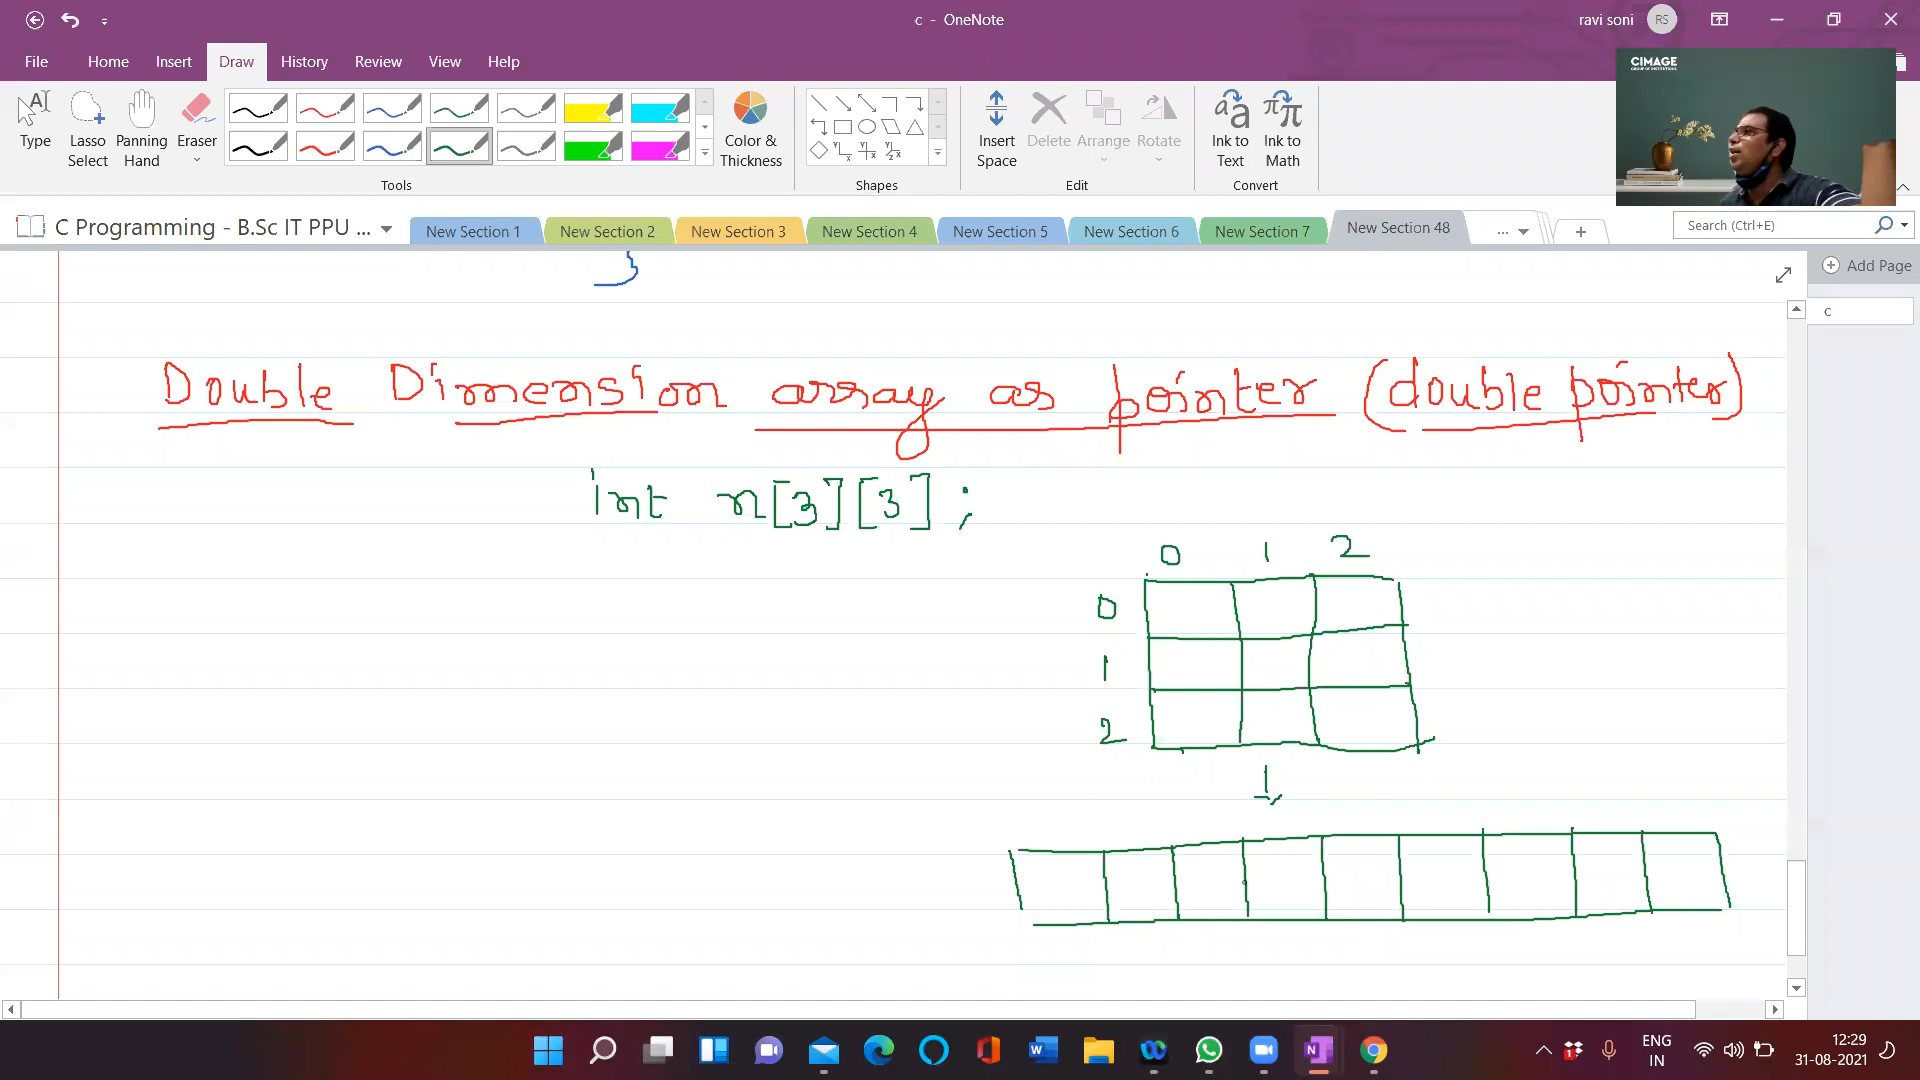 c - OneNote
ravi soni RS
File Home Insert Draw History Review View Help
CIMAGE
GROUP OF INSTITUTIONS
Type Lasso Select Panning Hand Eraser Color & Thickness Insert Space Delete Arrange Rotate Ink to Text Ink to Math
Tools Shapes Edit Convert
C Programming - B.Sc IT PPU ... New Section 1 New Section 2 New Section 3 New Section 4 New Section 5 New Section 6 New Section 7 New Section 48 ... Search (Ctrl+E)
Add Page
c
Double Dimension array as pointer (double pointer)
int n[3][3] ;
0 1 2
0
1
2
ENG 12:29
IN 31-08-2021